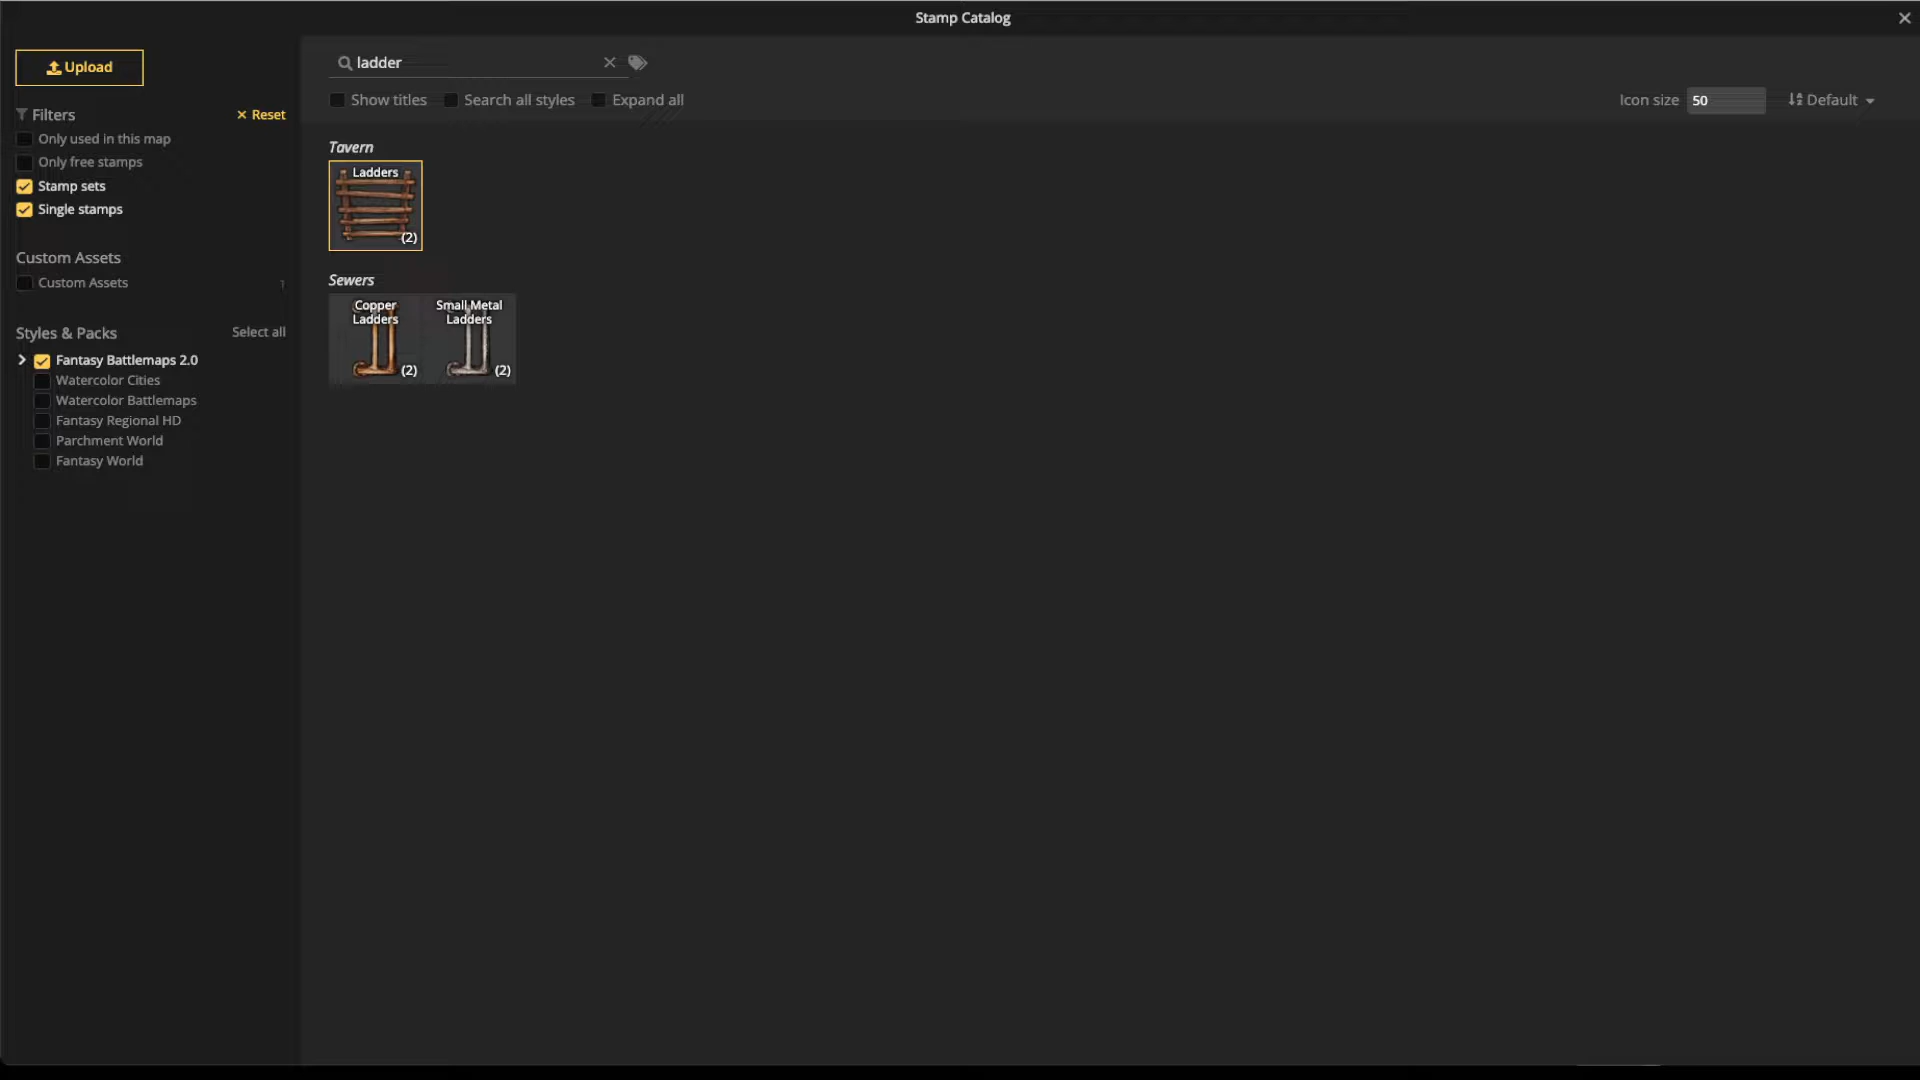 Stamp Catalog
Upload
ladder
Show titles
Search all styles
Expand all
Icon size
50
Default
Filters
Reset
Only used in this map
Only free stamps
Stamp sets
Single stamps
Custom Assets
Custom Assets
Styles & Packs
Select all
Fantasy Battlemaps 2.0
Watercolor Cities
Watercolor Battlemaps
Fantasy Regional HD
Parchment World
Fantasy World
Tavern
Ladders
(2)
Sewers
Copper
Ladders
(2)
Small Metal
Ladders
(2)